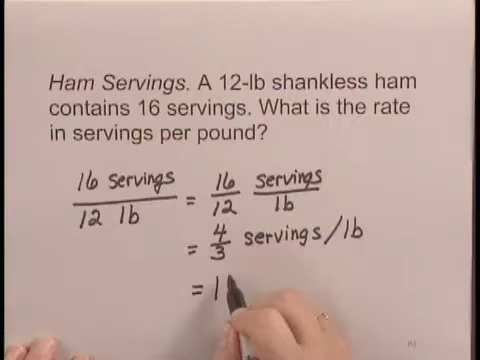 Ham Servings. A 12-lb shankless ham
contains 16 servings. What is the rate
in servings per pound?
16 servings / 12 lb = 16/12 servings/lb
= 4/3 servings/lb
= 1